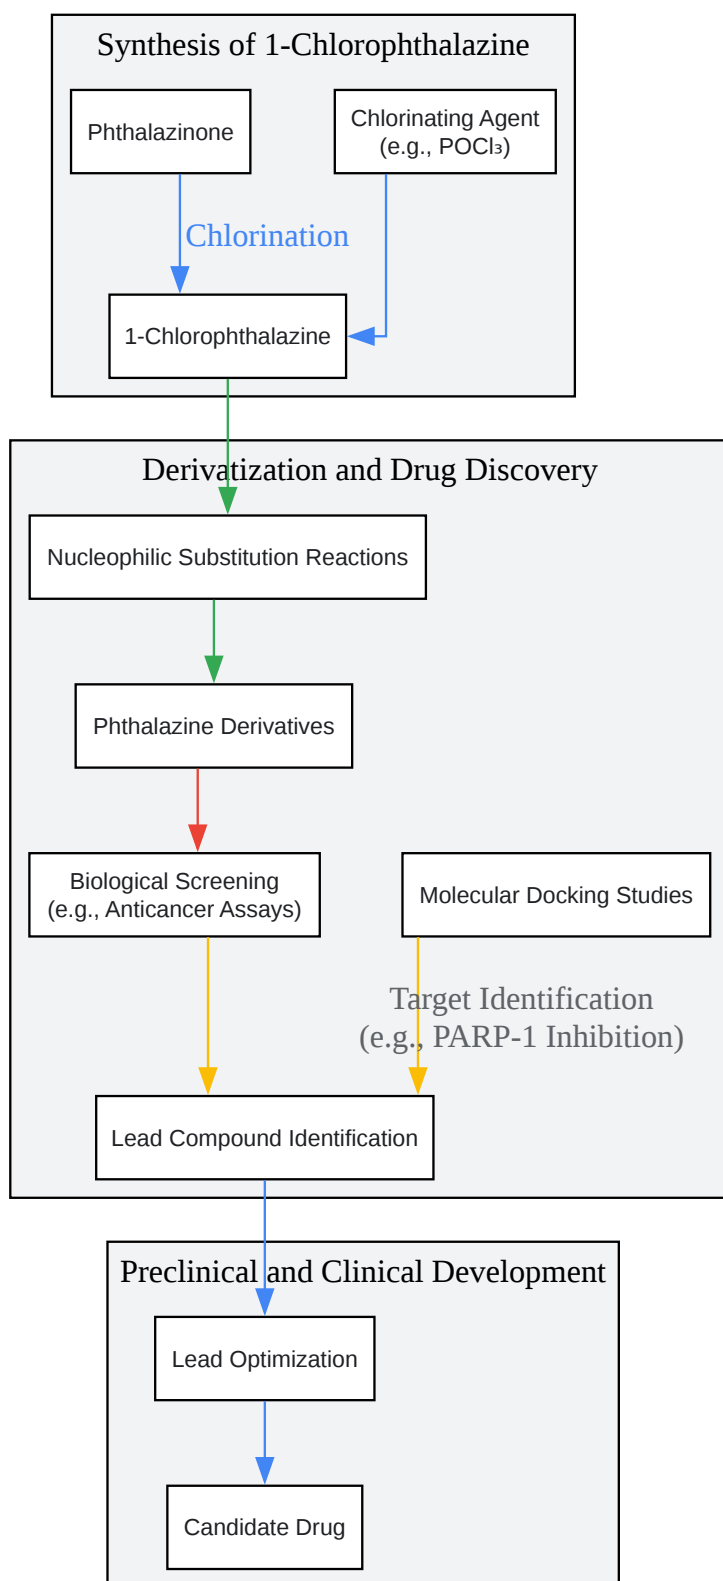 Synthesis of 1-Chlorophthalazine
Phthalazinone
Chlorinating Agent
(e.g., POCl₃)
Chlorination
1-Chlorophthalazine
Derivatization and Drug Discovery
Nucleophilic Substitution Reactions
Phthalazine Derivatives
Biological Screening
(e.g., Anticancer Assays)
Molecular Docking Studies
Target Identification
(e.g., PARP-1 Inhibition)
Lead Compound Identification
Preclinical and Clinical Development
Lead Optimization
Candidate Drug